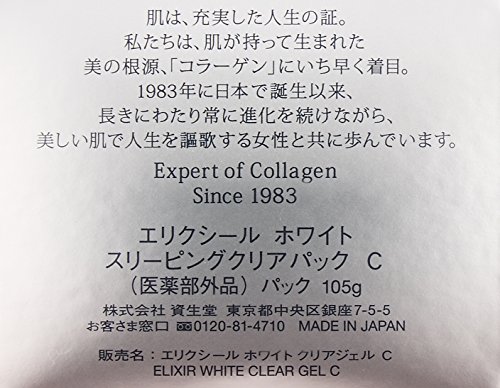 肌は、充実した人生の証。
私たちは、肌が持って生まれた
美の根源、「コラーゲン」にいち早く着目。
1983年に日本で誕生以来、
長きにわたり常に進化を続けながら、
美しい肌で人生を謳歌する女性と共に歩んでいます。
Expert of Collagen
Since 1983
エリクシール ホワイト
スリーピングクリアパック C
(医薬部外品) パック 105g
株式会社 資生堂 東京都中央区銀座7-5-5
お客さま窓口 0120-81-4710 MADE IN JAPAN
販売名:エリクシール ホワイト クリアジェル C
ELIXIR WHITE CLEAR GEL C